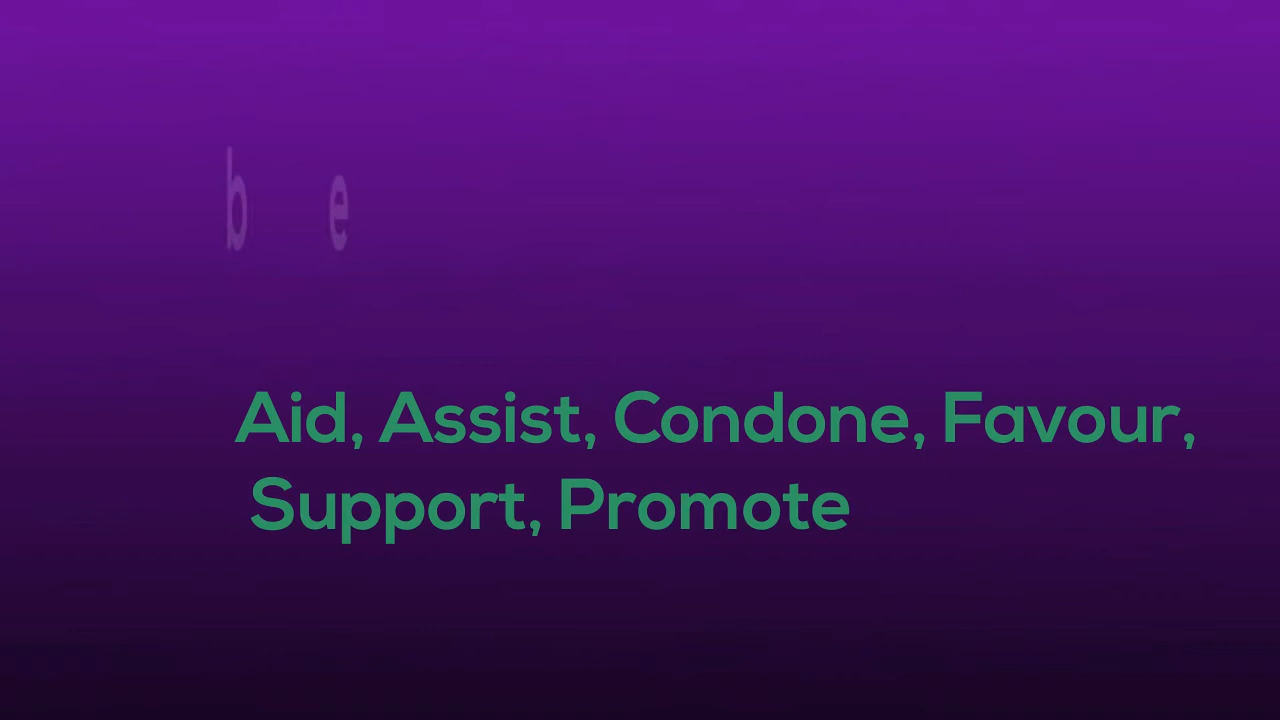 b e
Aid, Assist, Condone, Favour,
Support, Promote